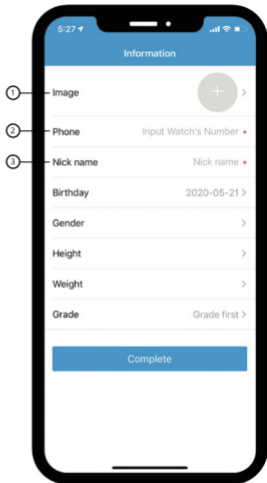 5:27
Information
① Image
② Phone Input Watch's Number *
③ Nick name Nick name *
Birthday 2020-05-21 >
Gender >
Height >
Weight >
Grade Grade first >
Complete